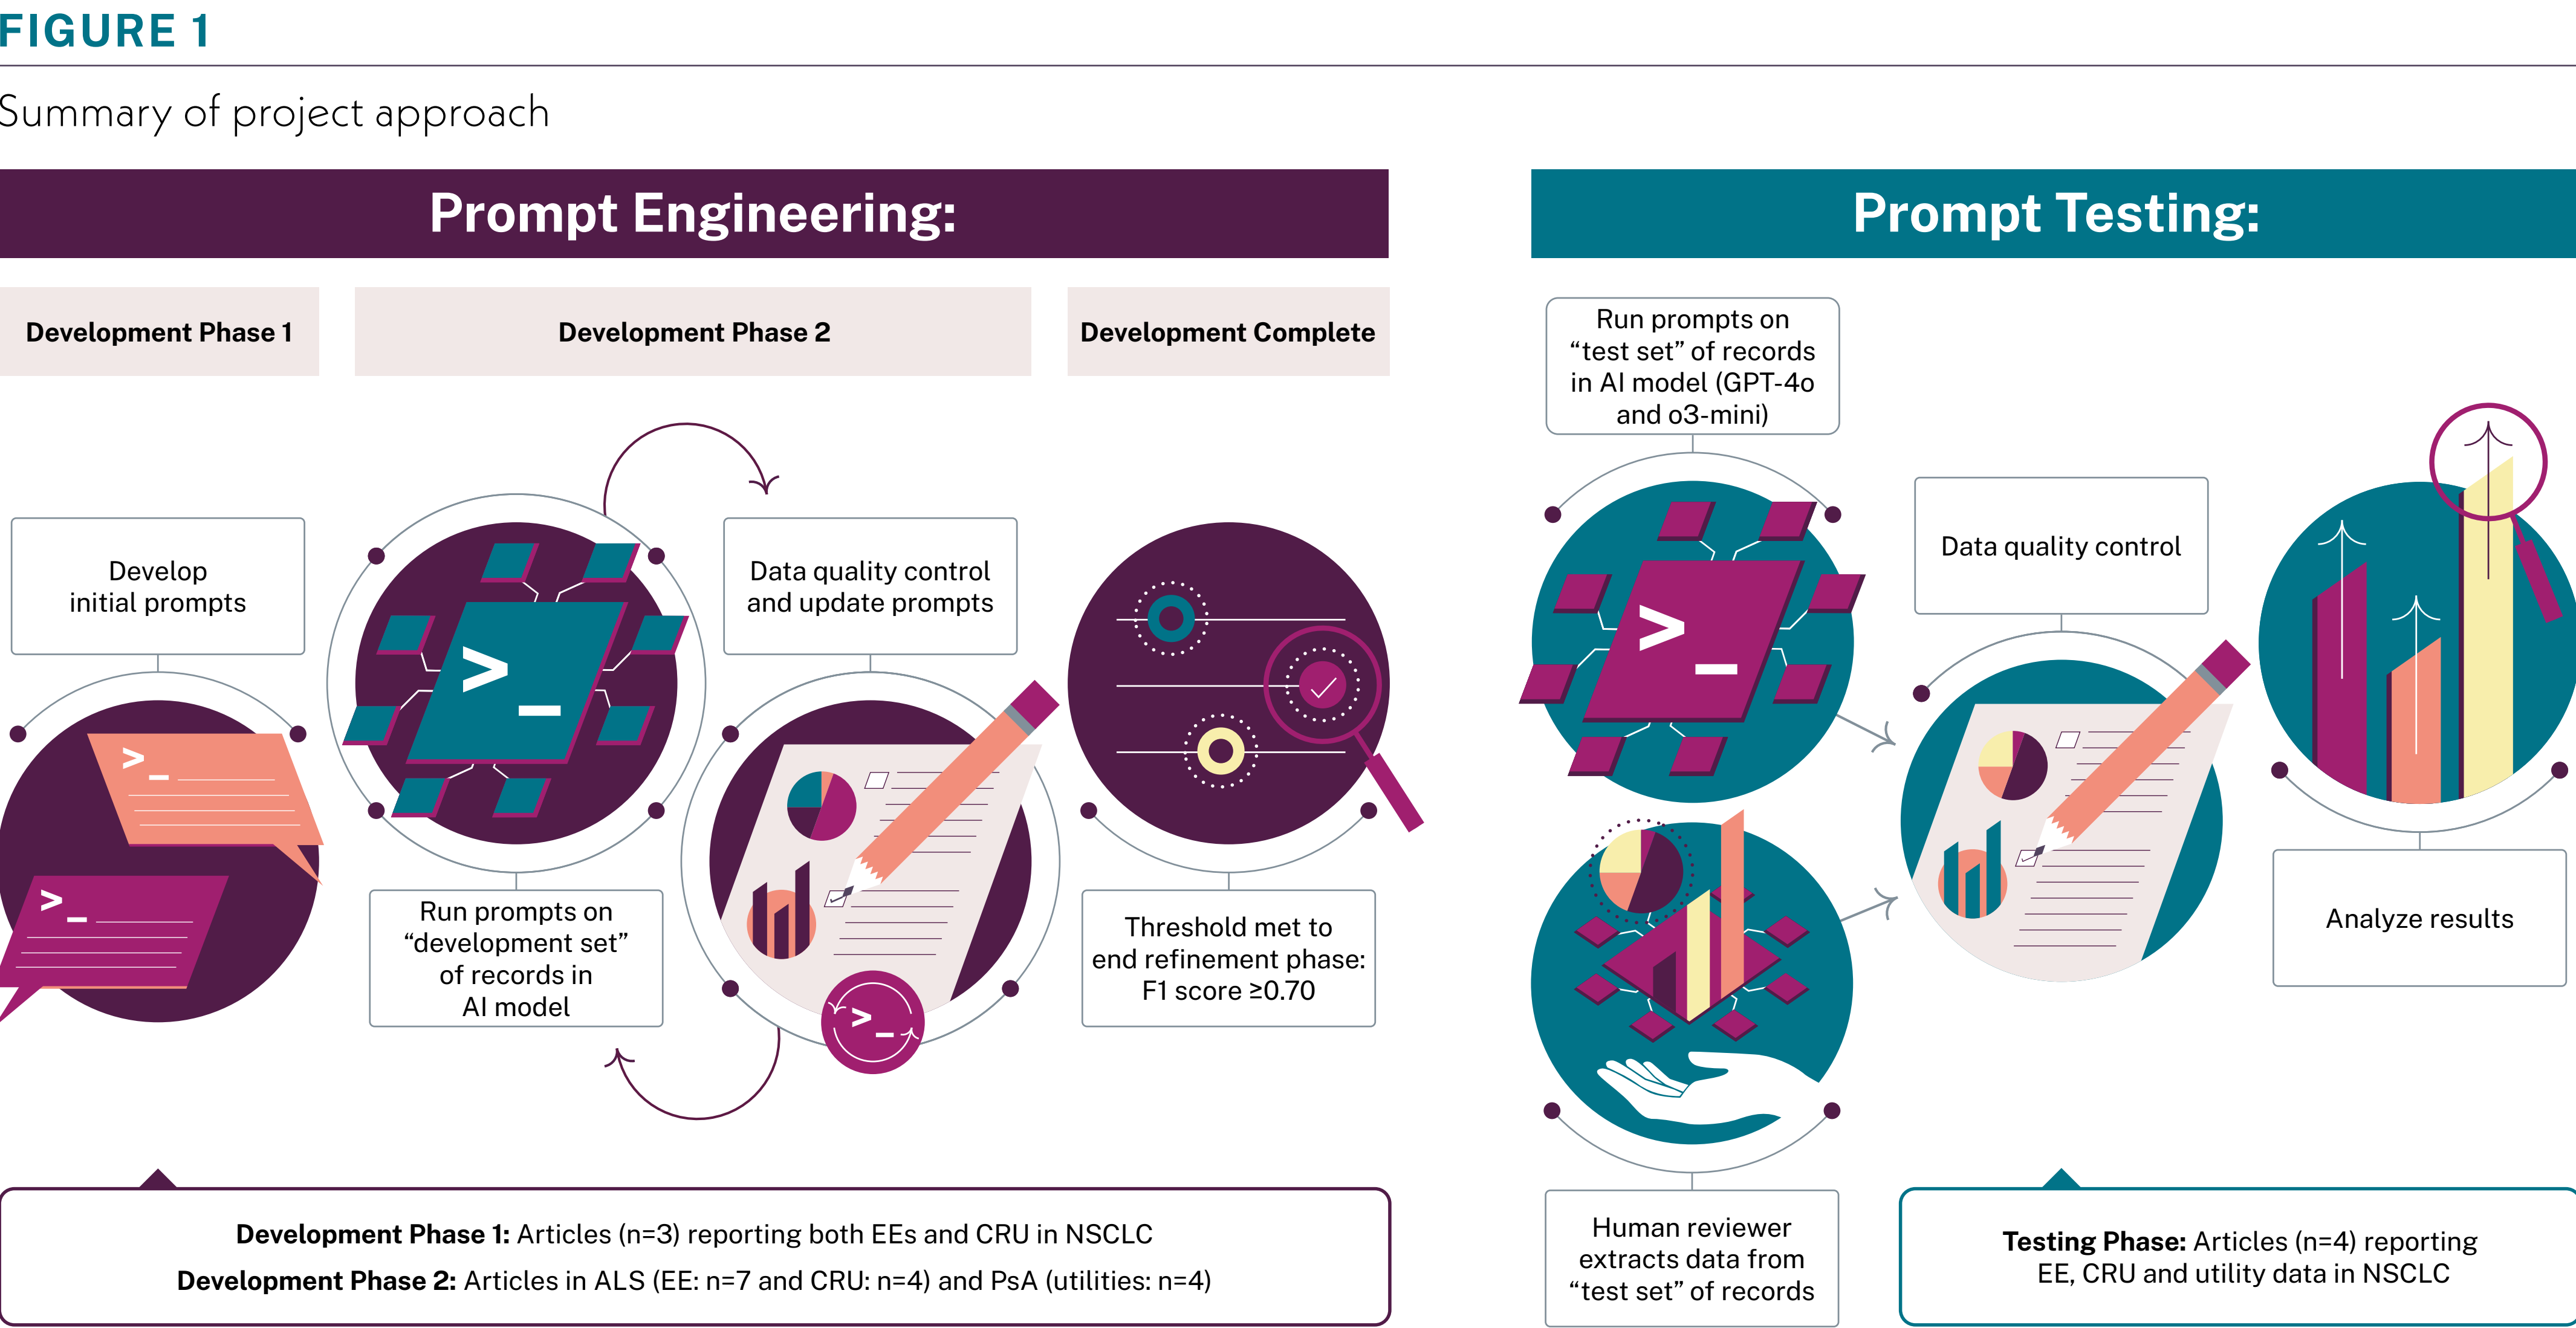 FIGURE 1
Summary of project approach
Prompt Engineering:
Development Phase 1
Development Phase 2
Development Complete
Develop
initial prompts
>_
>_
>_
Run prompts on
“development set”
of records in
AI model
Data quality control
and update prompts
>_
Threshold met to
end refinement phase:
F1 score ≥0.70
Development Phase 1: Articles (n=3) reporting both EEs and CRU in NSCLC
Development Phase 2: Articles in ALS (EE: n=7 and CRU: n=4) and PsA (utilities: n=4)
Prompt Testing:
Run prompts on
“test set” of records
in AI model (GPT-4o
and o3-mini)
>_
Human reviewer
extracts data from
“test set” of records
Data quality control
Analyze results
Testing Phase: Articles (n=4) reporting
EE, CRU and utility data in NSCLC